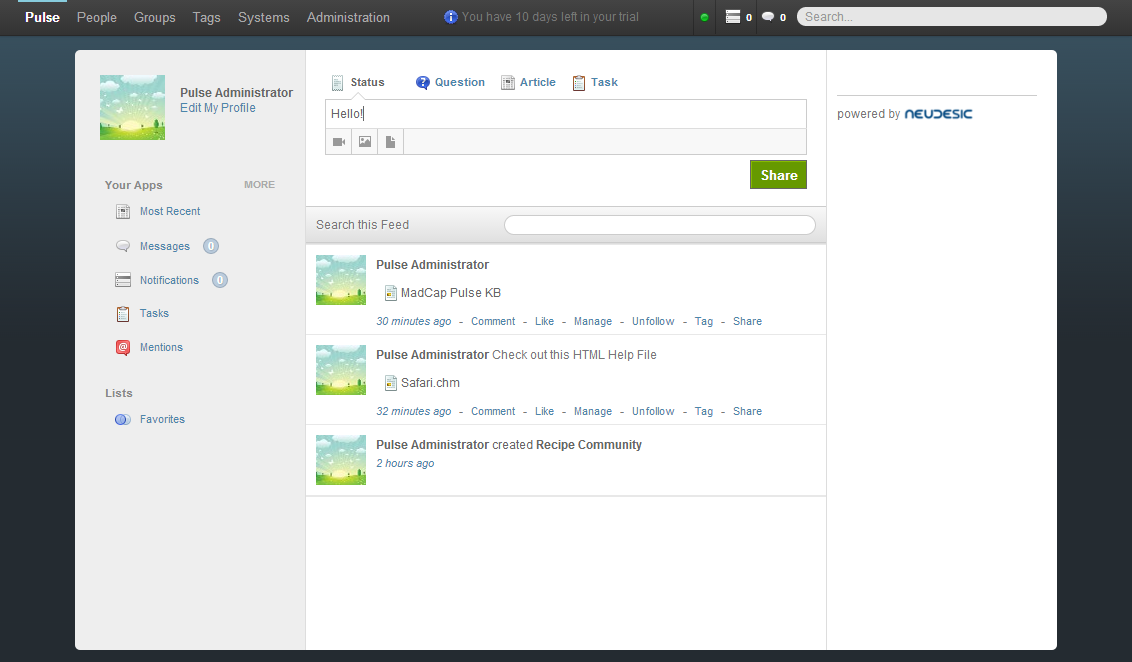 Pulse People Groups Tags Systems Administration You have 10 days left in your trial 0 0 Search...
Pulse Administrator
Edit My Profile
Your Apps MORE
Most Recent
Messages 0
Notifications 0
Tasks
Mentions
Lists
Favorites
Status Question Article Task
Hello!
Share
Search this Feed
Pulse Administrator
MadCap Pulse KB
30 minutes ago - Comment - Like - Manage - Unfollow - Tag - Share
Pulse Administrator Check out this HTML Help File
Safari.chm
32 minutes ago - Comment - Like - Manage - Unfollow - Tag - Share
Pulse Administrator created Recipe Community
2 hours ago
powered by NEUDESIC